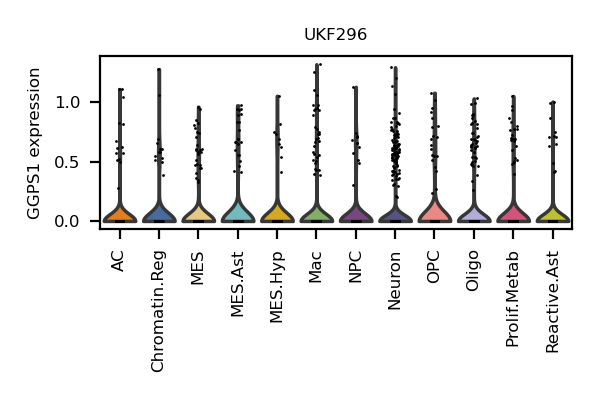 UKF296
GGPS1 expression
1.0
0.5
0.0
AC
Chromatin.Reg
MES
MES.Ast
MES.Hyp
Mac
NPC
Neuron
OPC
Oligo
Prolif.Metab
Reactive.Ast